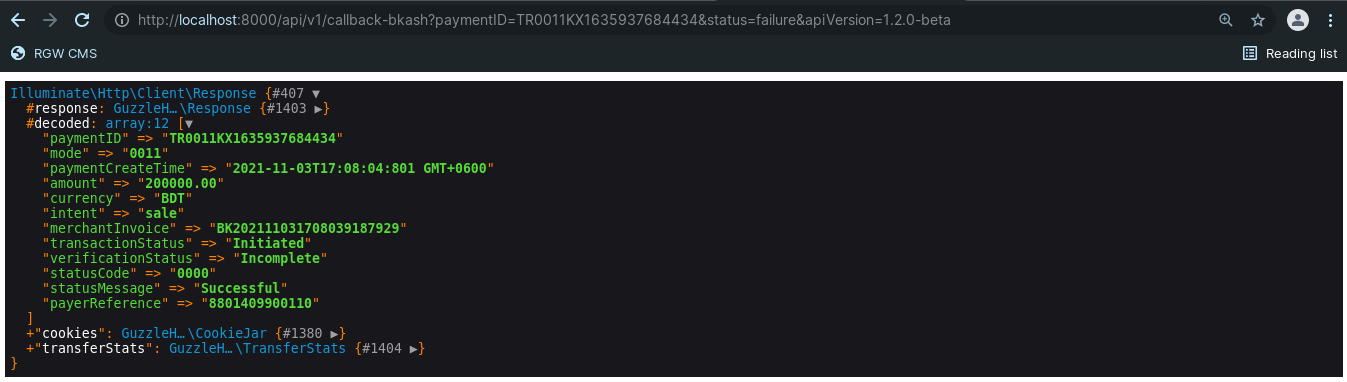 http://localhost:8000/api/v1/callback-bkash?paymentID=TR0011KX1635937684434&status=failure&apiVersion=1.2.0-beta
RGW CMS
Reading list
Illuminate\Http\Client\Response {#407 ▼
#response: GuzzleH…\Response {#1403 ▶}
#decoded: array:12 [▼
"paymentID" => "TR0011KX1635937684434"
"mode" => "0011"
"paymentCreateTime" => "2021-11-03T17:08:04:801 GMT+0600"
"amount" => "200000.00"
"currency" => "BDT"
"intent" => "sale"
"merchantInvoice" => "BK202111031708039187929"
"transactionStatus" => "Initiated"
"verificationStatus" => "Incomplete"
"statusCode" => "0000"
"statusMessage" => "Successful"
"payerReference" => "8801409900110"
]
+"cookies": GuzzleH…\CookieJar {#1380 ▶}
+"transferStats": GuzzleH…\TransferStats {#1404 ▶}
}